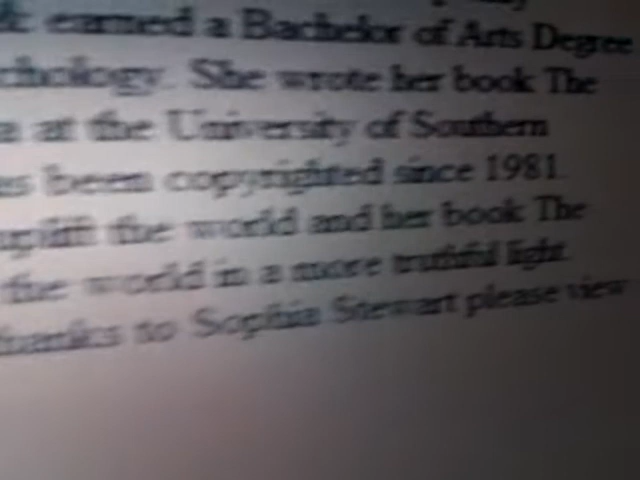 earned a Bachelor of Arts Degree
chology. She wrote her book The
a at the University of Southern
as been copyrighted since 1981.
uplift the world and her book The
the world in a more truthful light.
hanks to Sophia Stewart please view